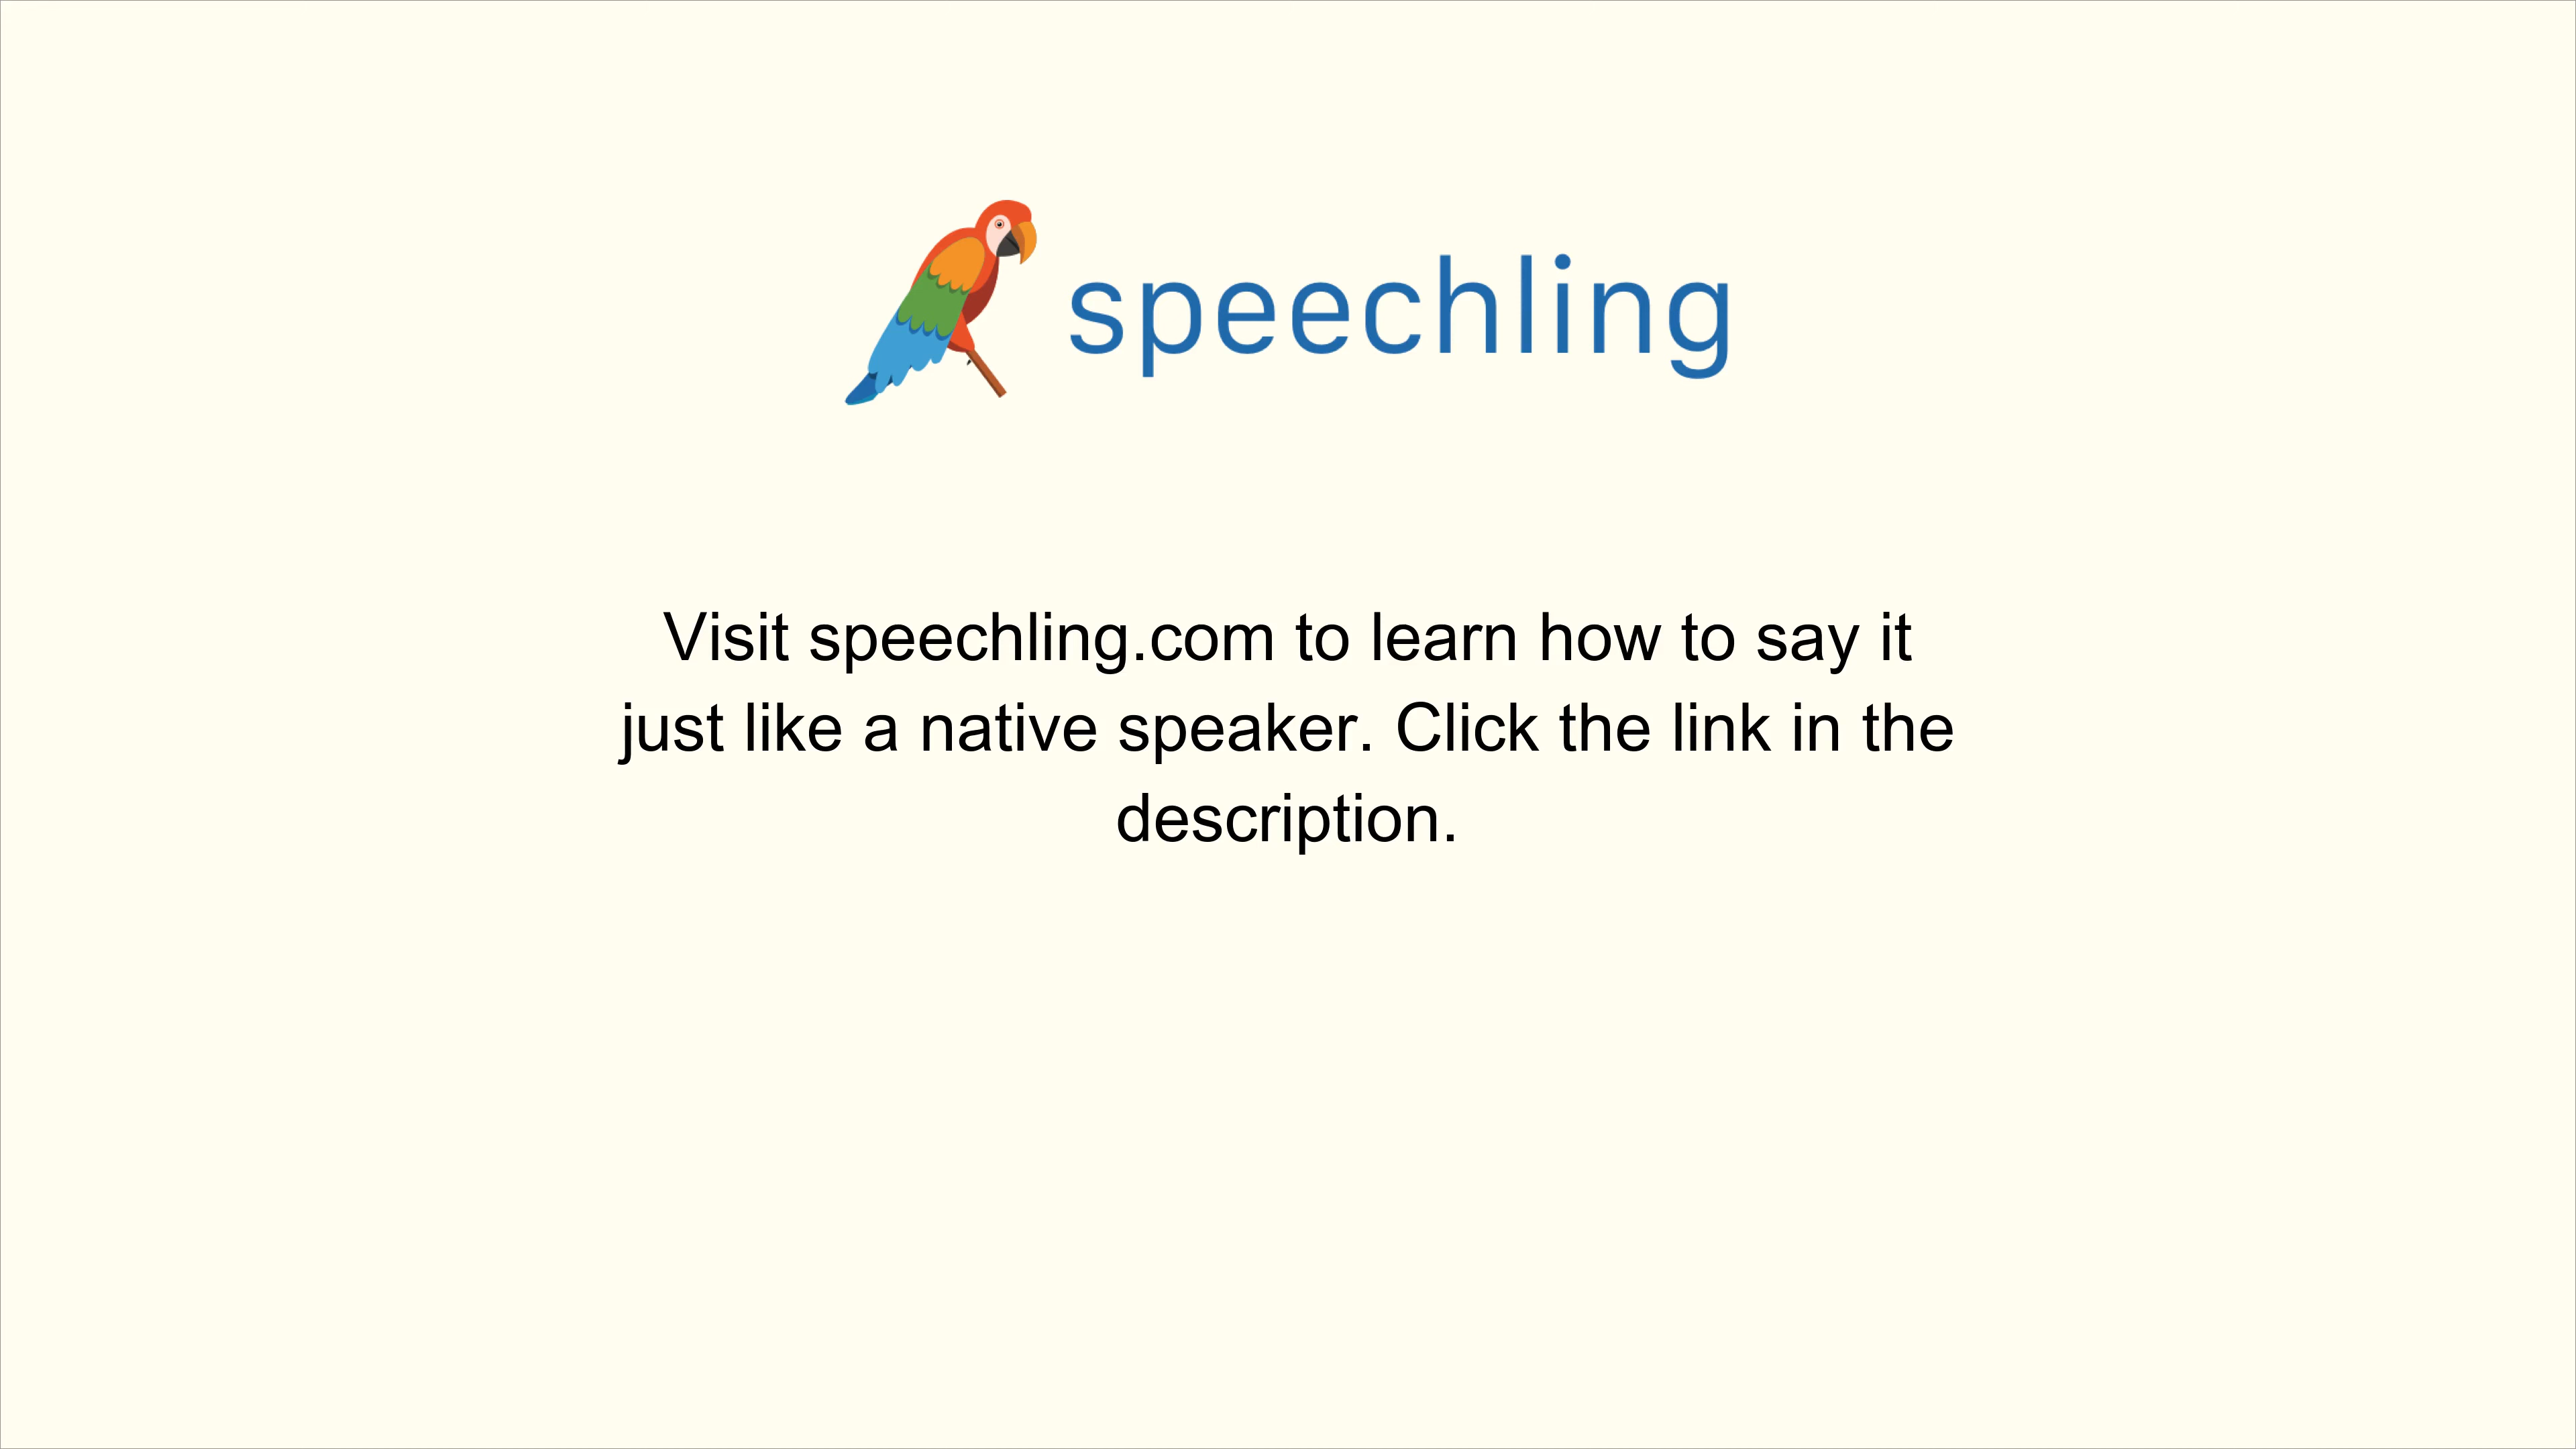 speechling
Visit speechling.com to learn how to say it
just like a native speaker. Click the link in the
description.